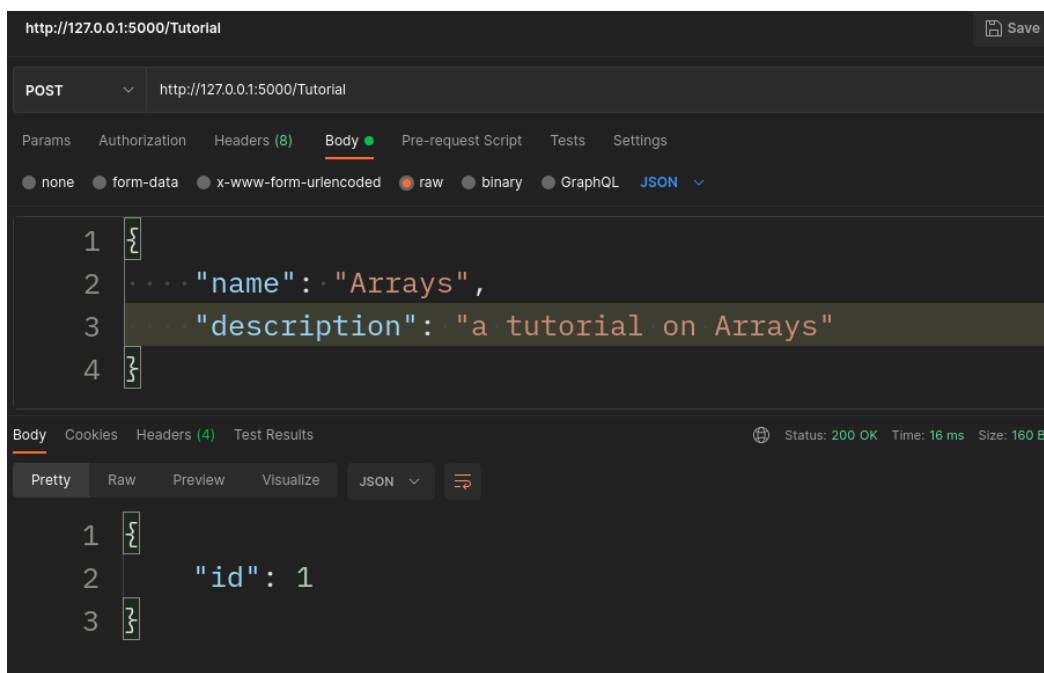 http://127.0.0.1:5000/Tutorial Save
POST http://127.0.0.1:5000/Tutorial
Params Authorization Headers (8) Body Pre-request Script Tests Settings
none form-data x-www-form-urlencoded raw binary GraphQL JSON
1 {
2 "name": "Arrays",
3 "description": "a tutorial on Arrays"
4 }
Body Cookies Headers (4) Test Results Status: 200 OK Time: 16 ms Size: 160 B
Pretty Raw Preview Visualize JSON
1 {
2 "id": 1
3 }